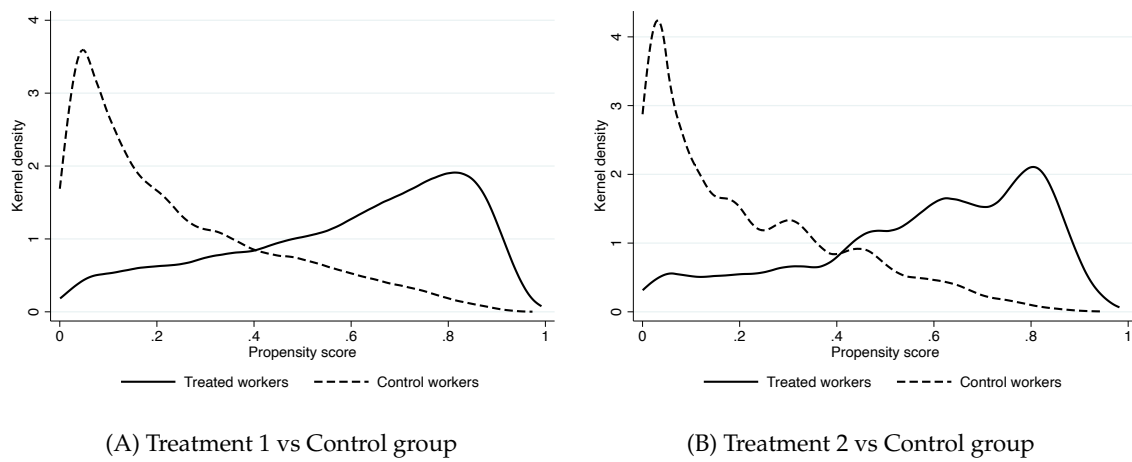 Kernel density
4
3
2
1
0
0 .2 .4 .6 .8 1
Propensity score
Treated workers Control workers
(A) Treatment 1 vs Control group
Kernel density
4
3
2
1
0
0 .2 .4 .6 .8 1
Propensity score
Treated workers Control workers
(B) Treatment 2 vs Control group